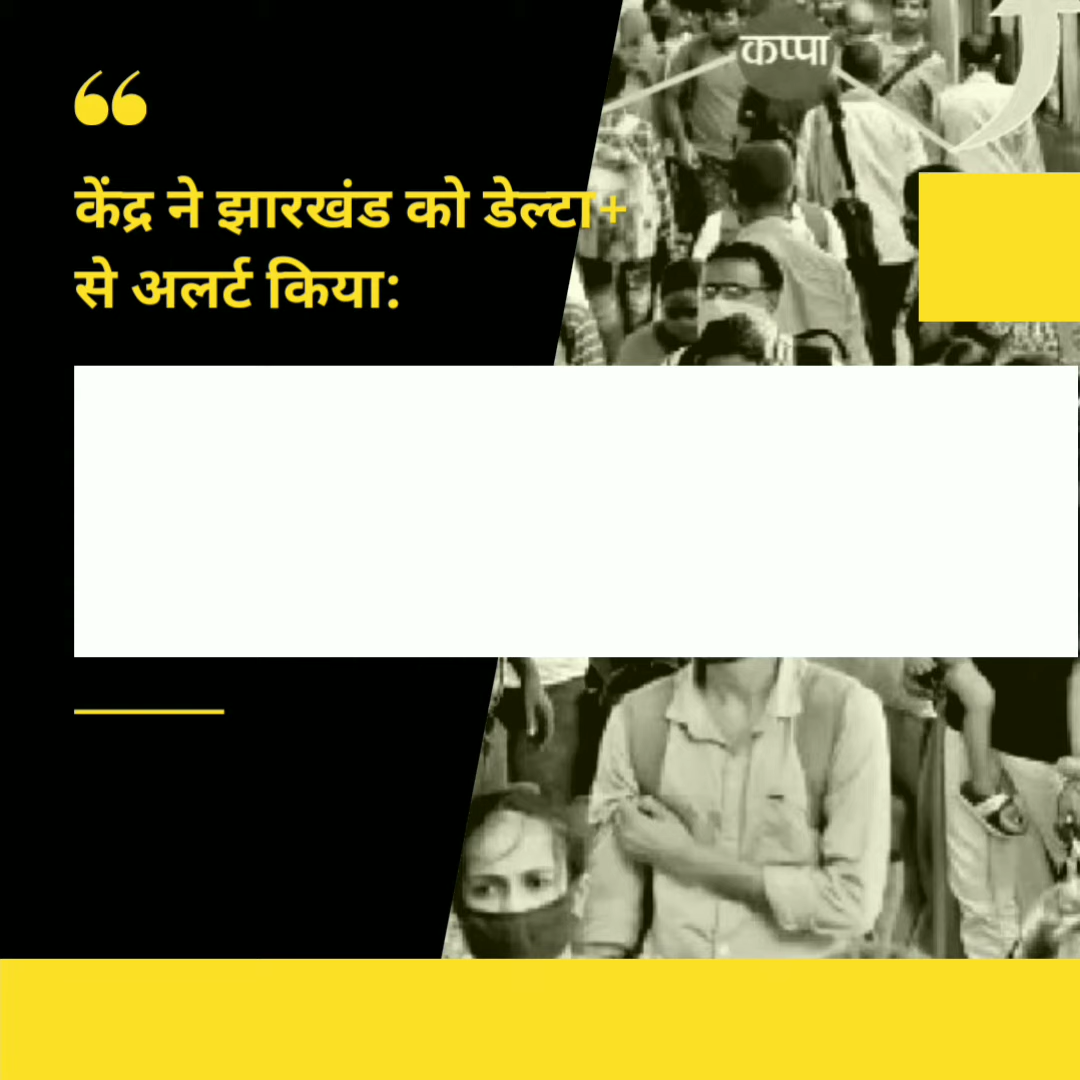 कप्पा
केंद्र ने झारखंड को डेल्टा+
से अलर्ट किया: